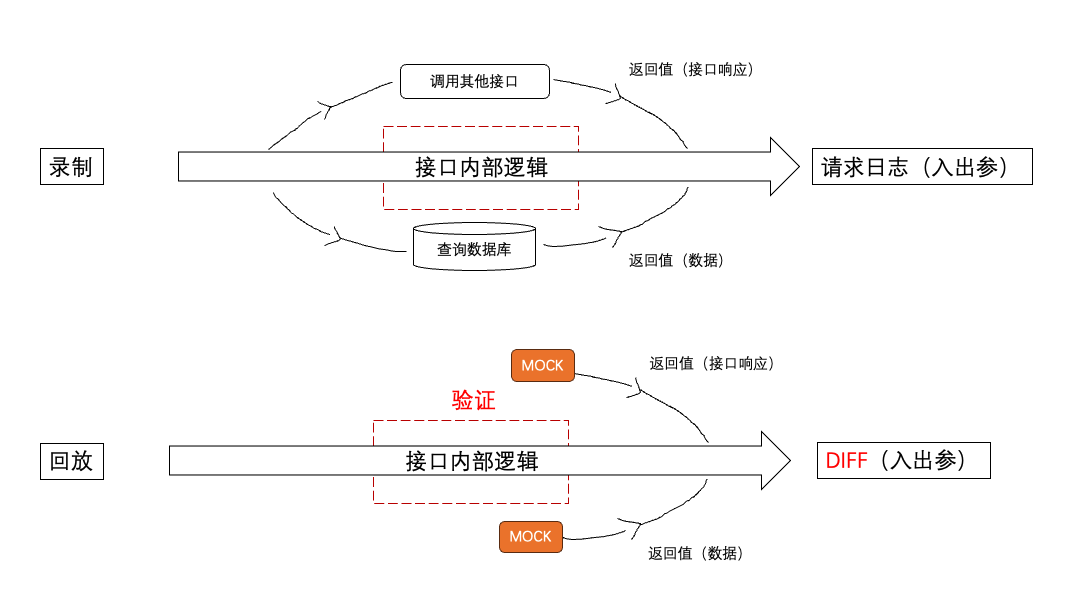 调用其他接口
返回值（接口响应）
录制
接口内部逻辑
请求日志（入出参）
查询数据库
返回值（数据）
MOCK
返回值（接口响应）
验证
回放
接口内部逻辑
DIFF（入出参）
MOCK
返回值（数据）